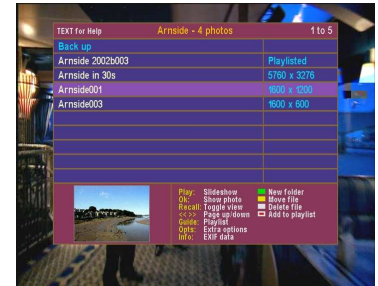 TEXT for Help Arnside - 4 photos 1 to 5
Back up
Arnside 2002b003 Playlisted
Arnside in 30s 5760 x 3276
Arnside001 1600 x 1200
Arnside003 1600 x 600
Play: Slideshow New folder
Ok: Show photo Move file
Recall: Toggle view Delete file
<< >> Page up/down Add to playlist
Guide: Playlist
Opts: Extra options
Info: EXIF data